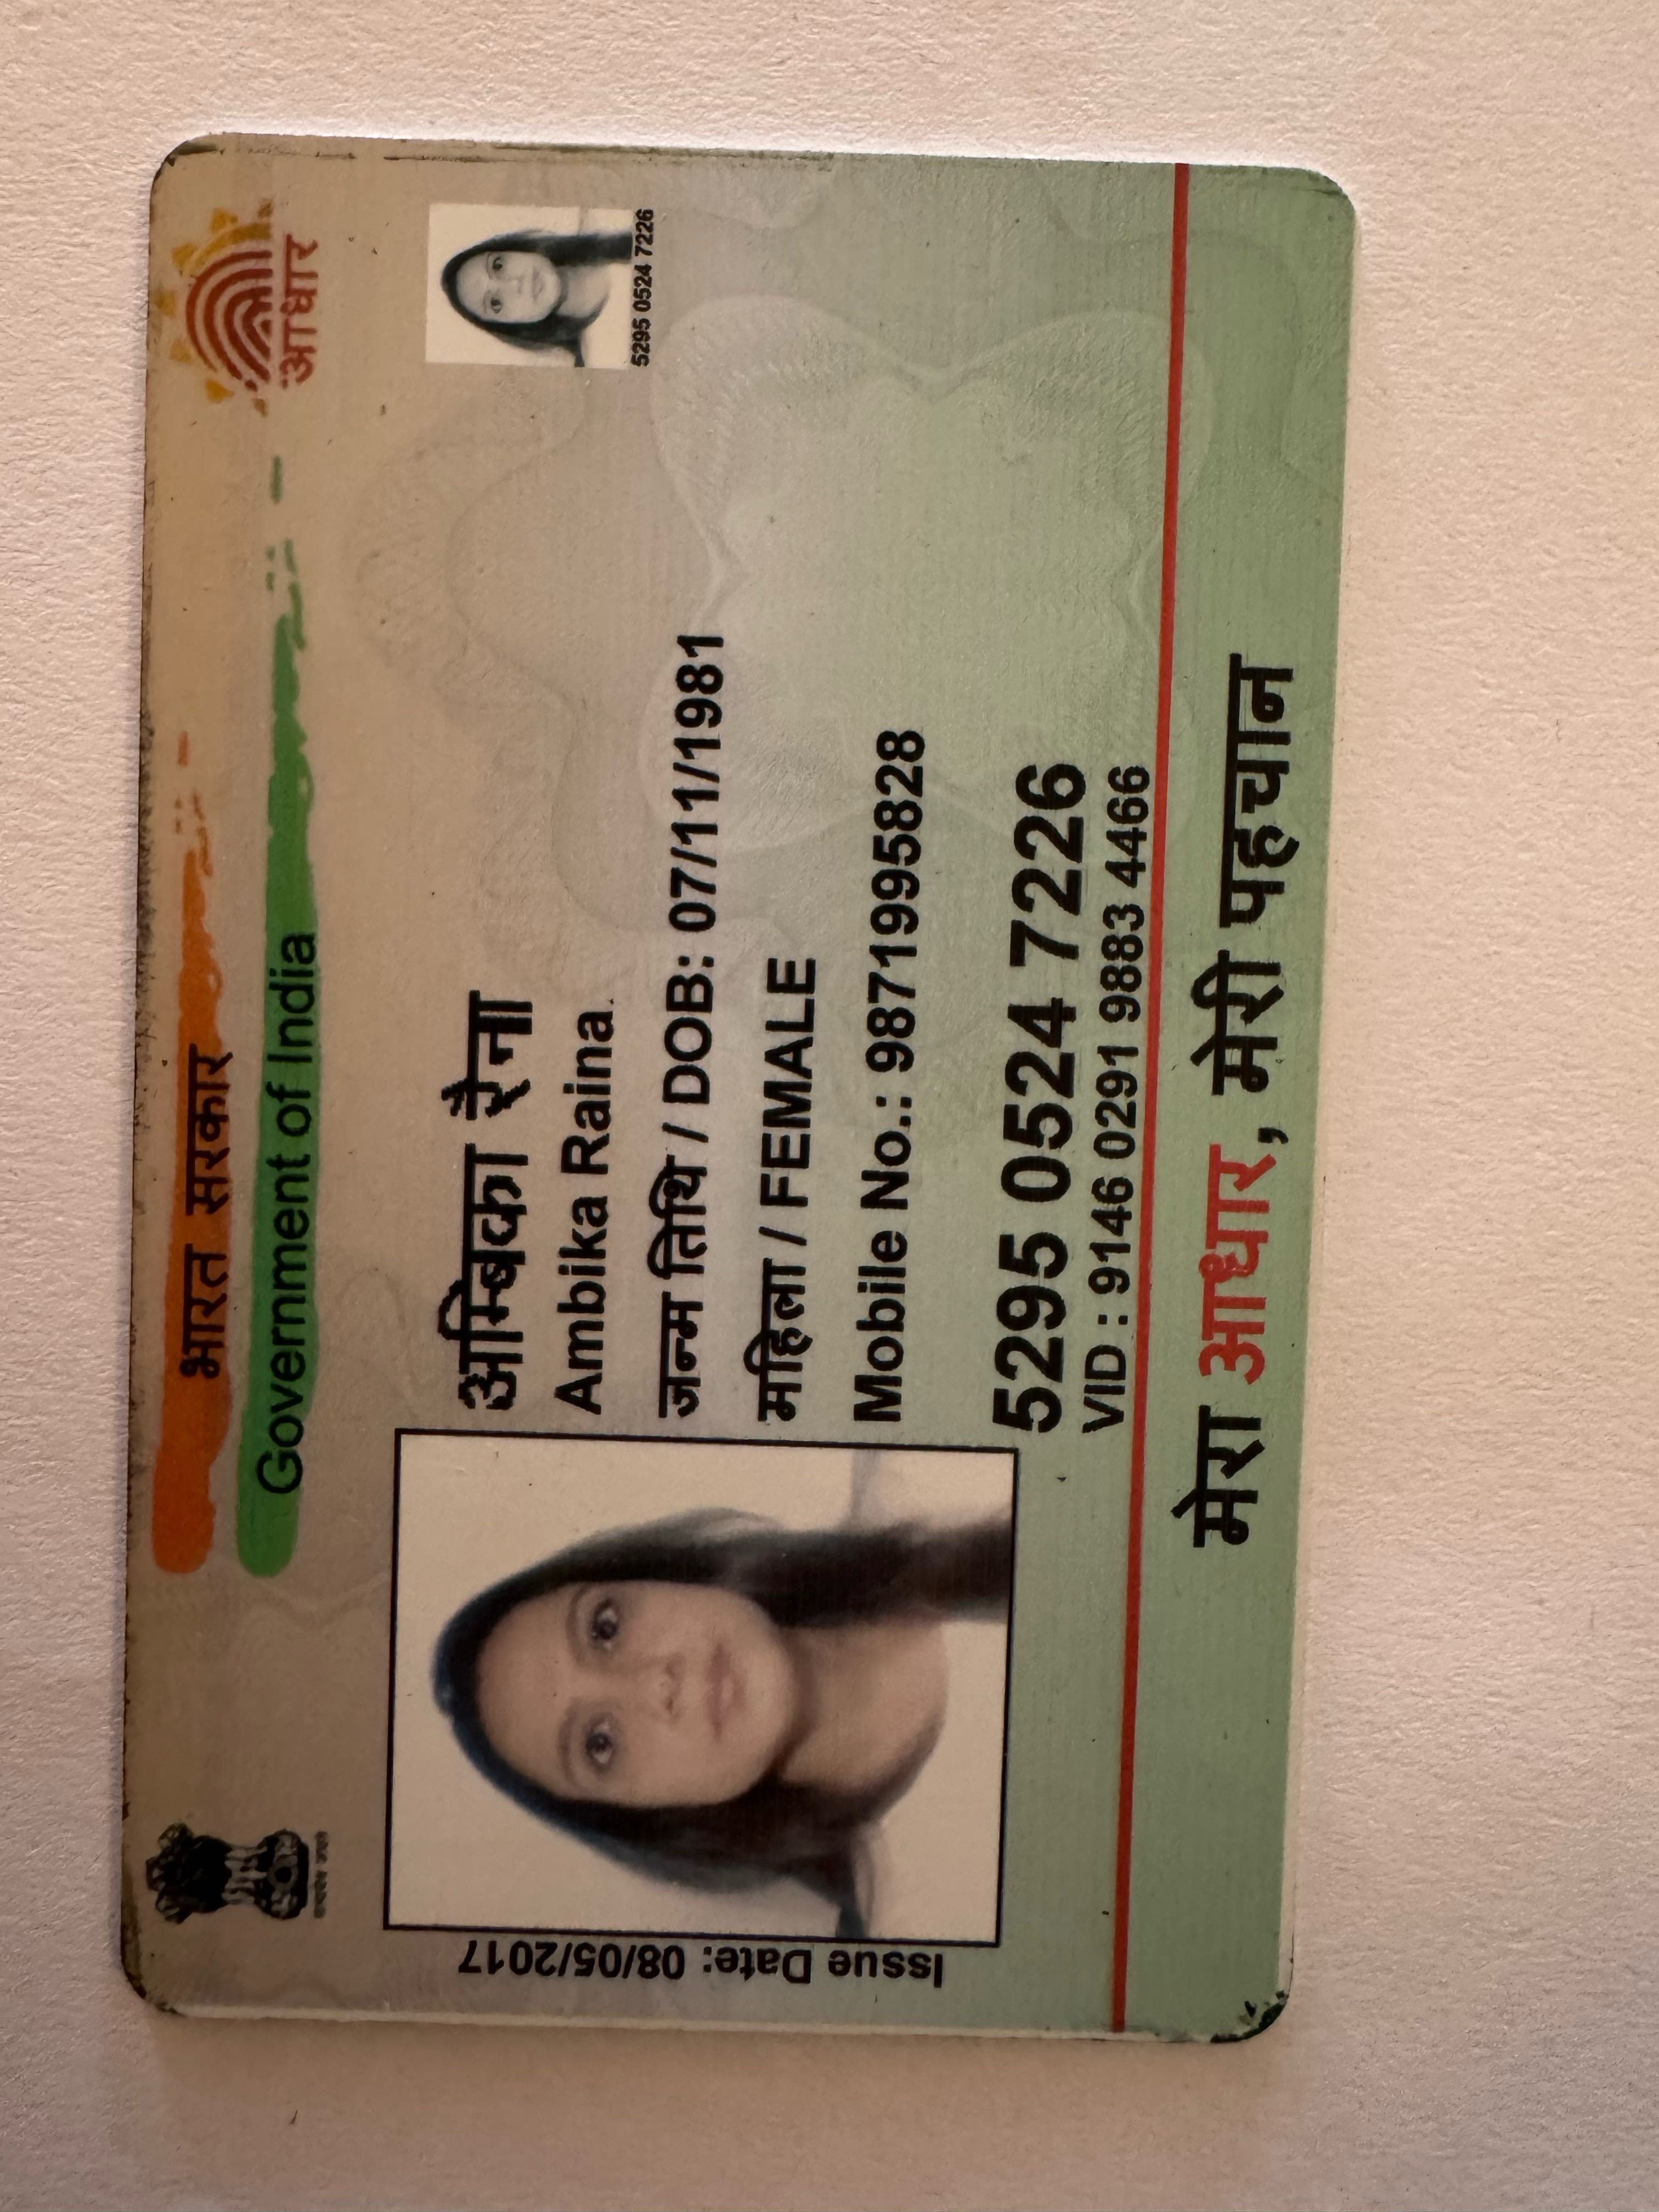 भारत सरकार
Government of India
आधार
Issue Date: 08/05/2017
अम्बिका रैना
Ambika Raina
जन्म तिथि / DOB: 07/11/1981
महिला / FEMALE
Mobile No.: 9871995828
5295 0524 7226
5295 0524 7226
VID : 9146 0291 9883 4466
मेरा आधार, मेरी पहचान